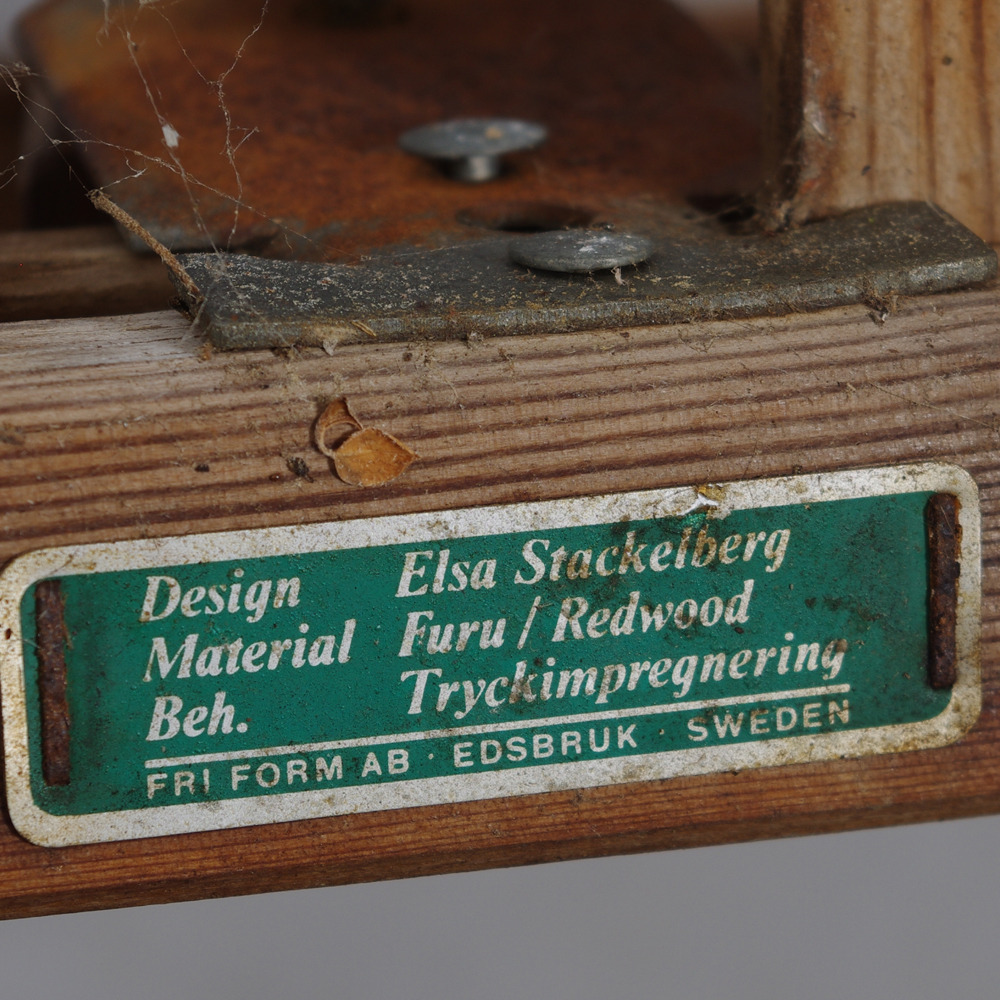 Design Elsa Stackelberg
Material Furu / Redwood
Beh. Tryckimpregnering
FRI FORM AB · EDSBRUK · SWEDEN